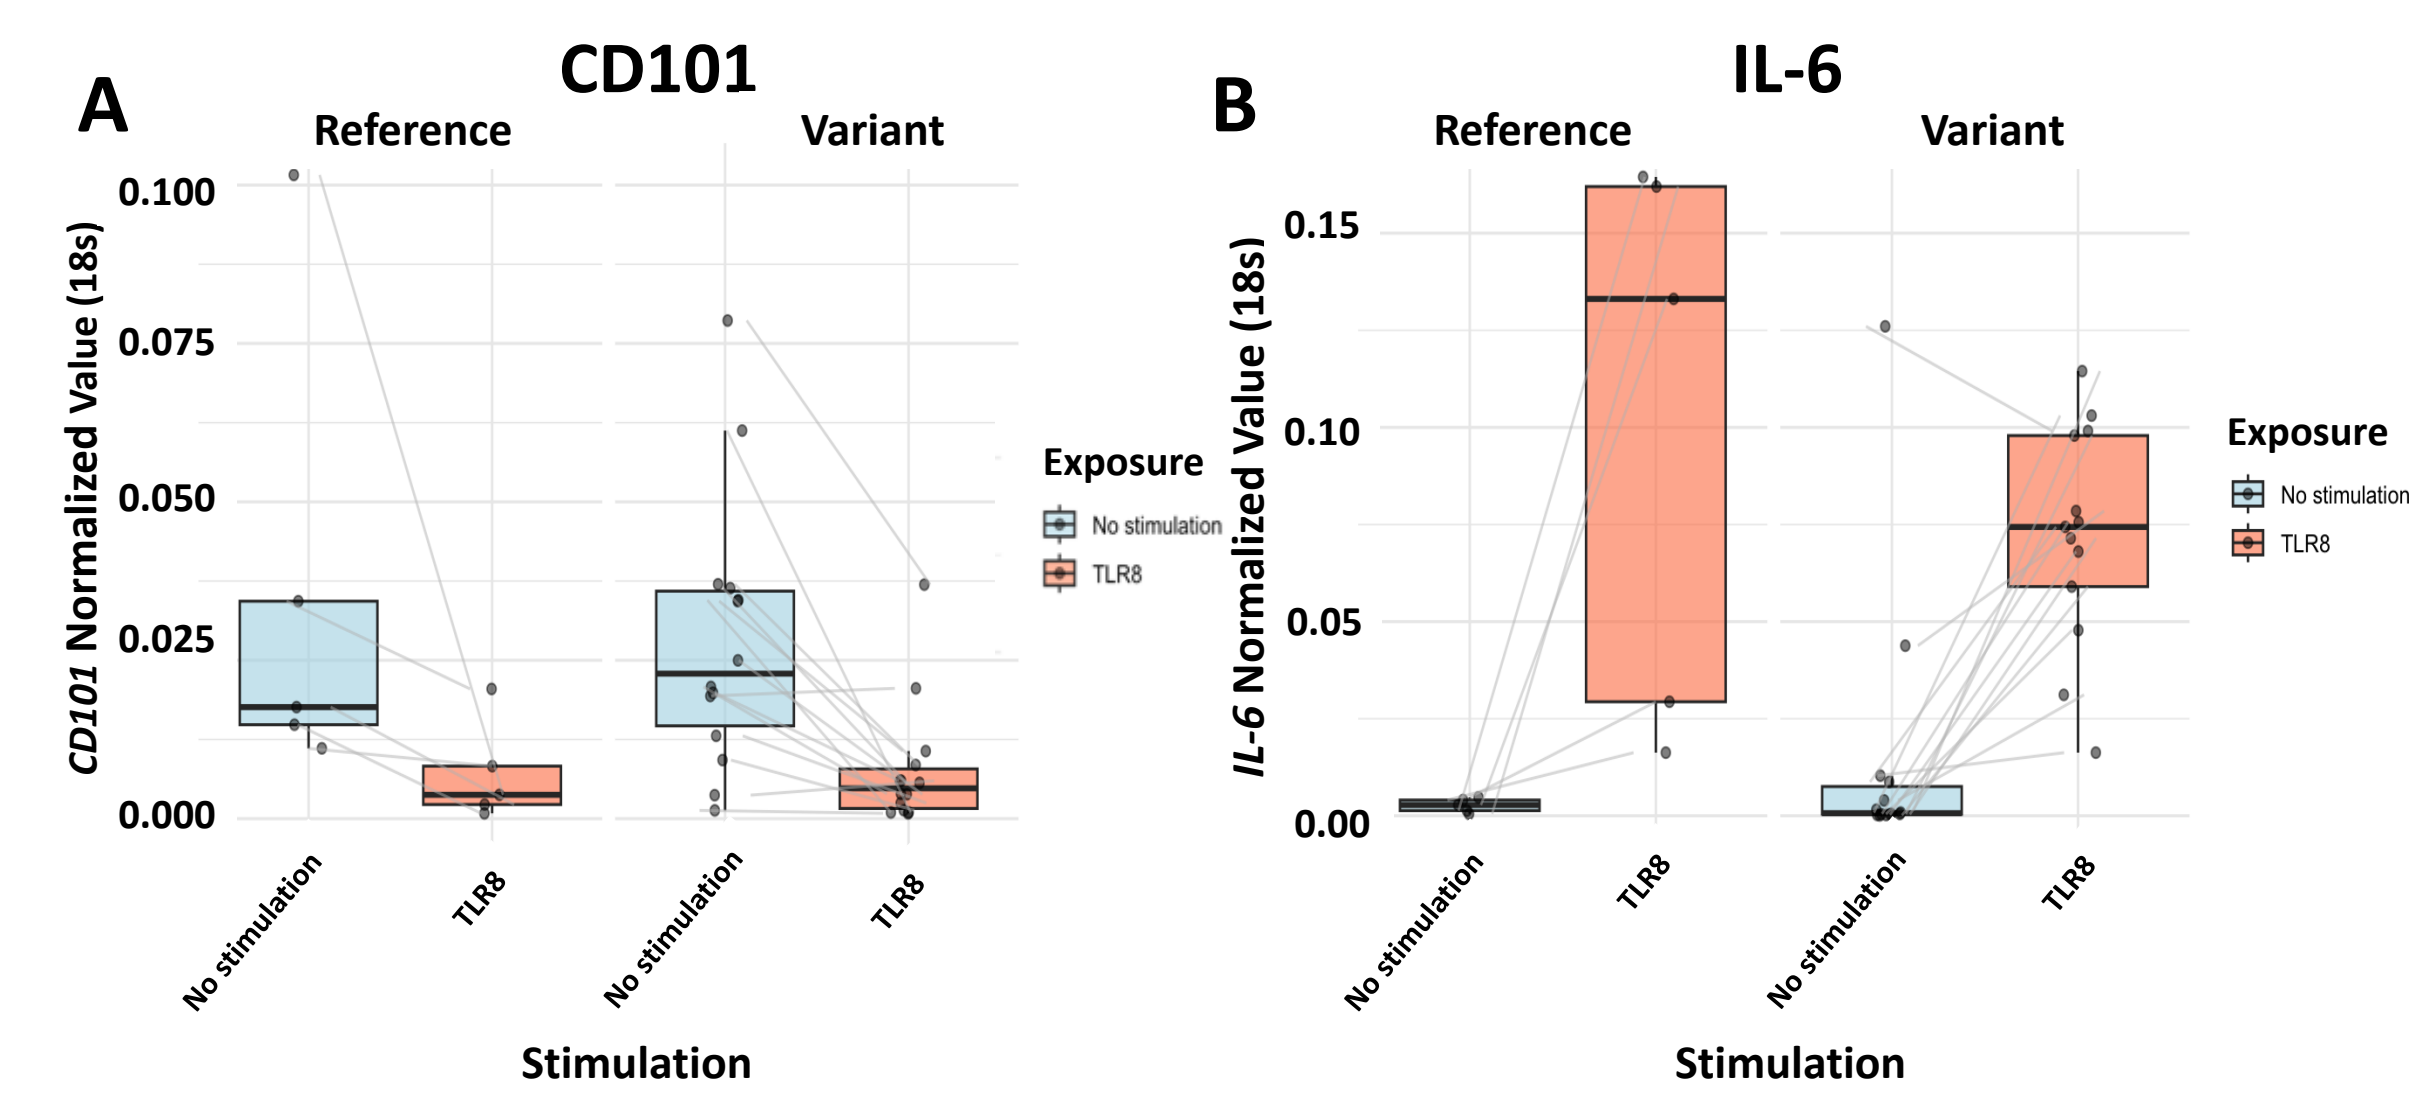 A
CD101
Reference
Variant
CD101 Normalized Value (18s)
0.100
0.075
0.050
0.025
0.000
No stimulation
TLR8
No stimulation
TLR8
Stimulation
Exposure
No stimulation
TLR8
B
IL-6
Reference
Variant
IL-6 Normalized Value (18s)
0.15
0.10
0.05
0.00
No stimulation
TLR8
No stimulation
TLR8
Stimulation
Exposure
No stimulation
TLR8